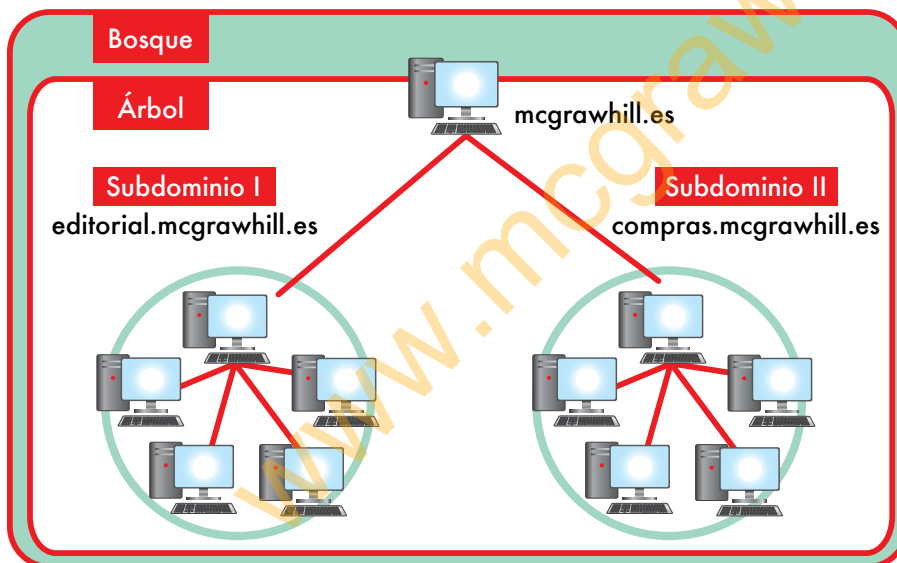 Bosque
Árbol
mcgrawhill.es
Subdominio I
editorial.mcgrawhill.es
Subdominio II
compras.mcgrawhill.es
www.mcgraw